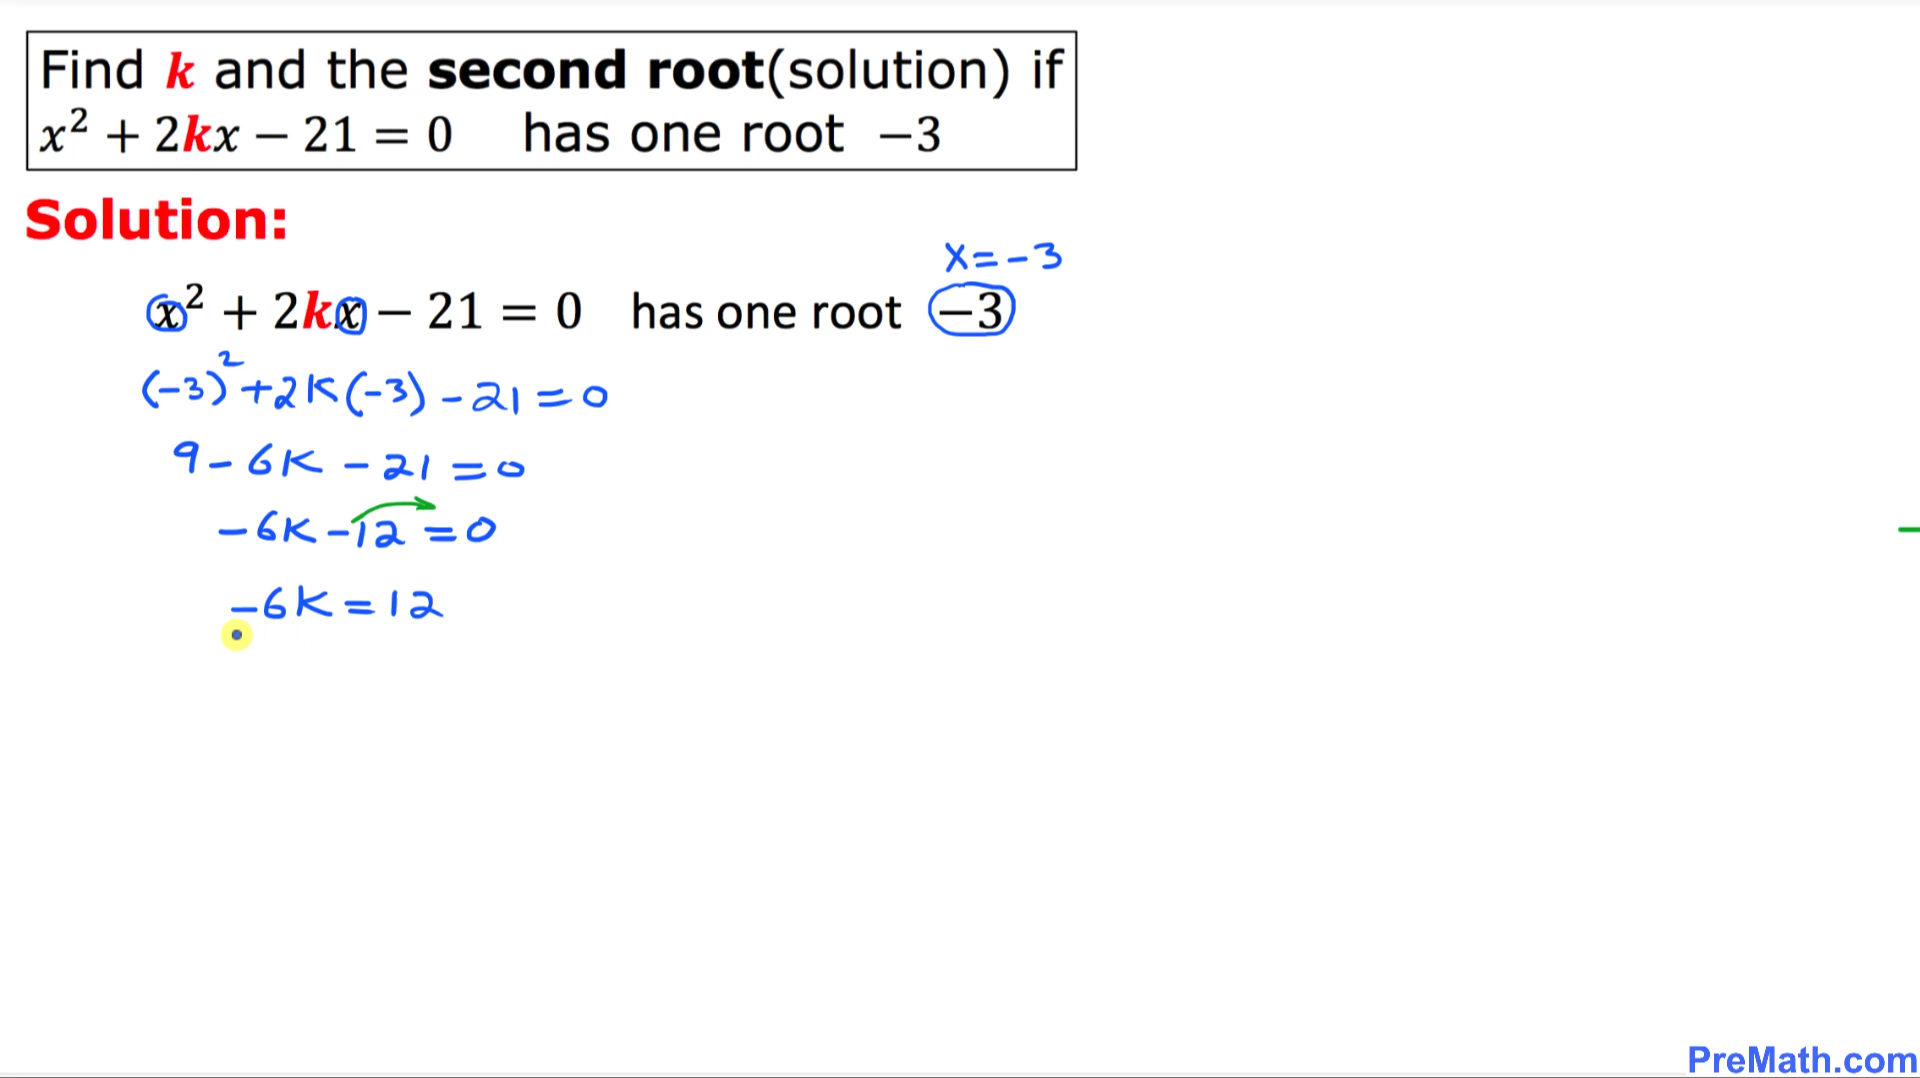 Find k and the second root(solution) if
x² + 2kx − 21 = 0 has one root −3
Solution:
x=-3
x² + 2kx − 21 = 0 has one root −3
(-3)²+2K(-3)-21=0
9-6K-21=0
-6K-12=0
-6K=12
PreMath.com